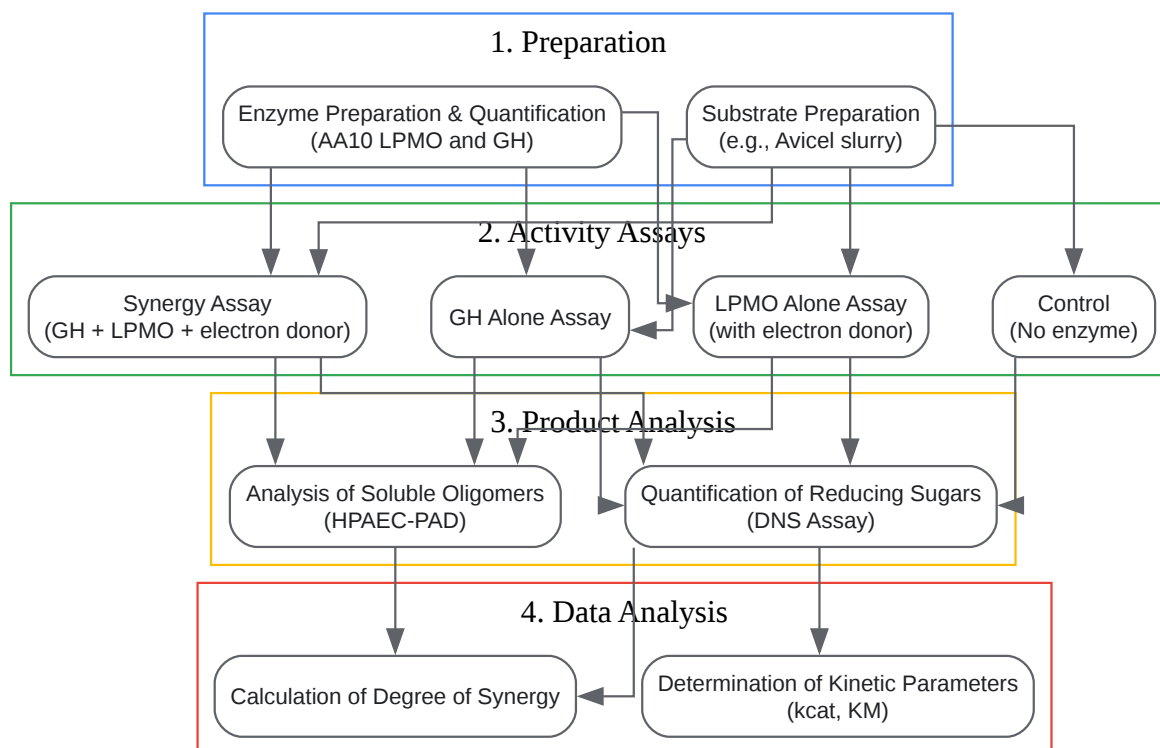 1. Preparation
Enzyme Preparation & Quantification
(AA10 LPMO and GH)
Substrate Preparation
(e.g., Avicel slurry)
2. Activity Assays
Synergy Assay
(GH + LPMO + electron donor)
GH Alone Assay
LPMO Alone Assay
(with electron donor)
Control
(No enzyme)
3. Product Analysis
Analysis of Soluble Oligomers
(HPAEC-PAD)
Quantification of Reducing Sugars
(DNS Assay)
4. Data Analysis
Calculation of Degree of Synergy
Determination of Kinetic Parameters
(kcat, KM)